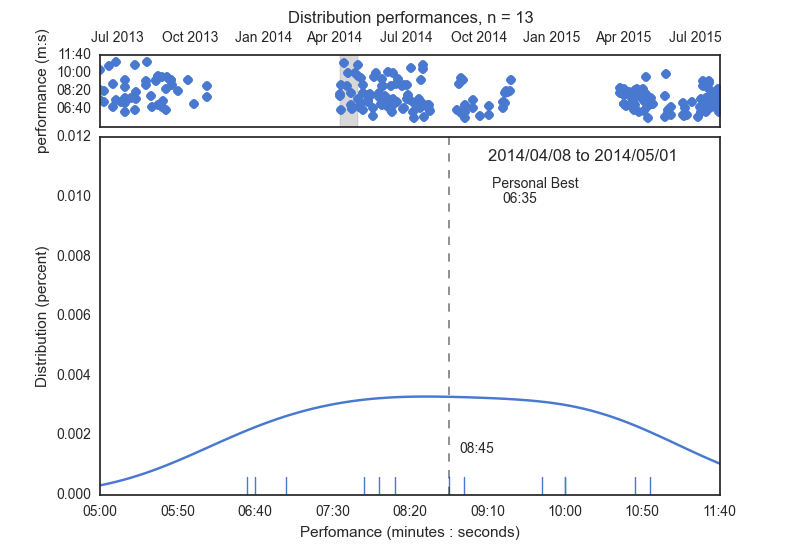 Distribution performances, n = 13
Jul 2013 Oct 2013 Jan 2014 Apr 2014 Jul 2014 Oct 2014 Jan 2015 Apr 2015 Jul 2015
performance (m:s)
11:40
10:00
08:20
06:40
Distribution (percent)
0.012
0.010
0.008
0.006
0.004
0.002
0.000
2014/04/08 to 2014/05/01
Personal Best
06:35
08:45
05:00 05:50 06:40 07:30 08:20 09:10 10:00 10:50 11:40
Perfomance (minutes : seconds)